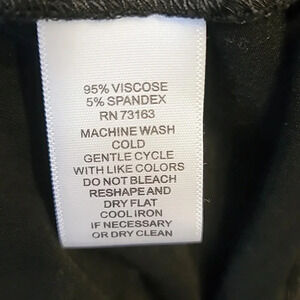 95% VISCOSE
5% SPANDEX
RN 73163
MACHINE WASH
COLD
GENTLE CYCLE
WITH LIKE COLORS
DO NOT BLEACH
RESHAPE AND
DRY FLAT
COOL IRON
IF NECESSARY
OR DRY CLEAN